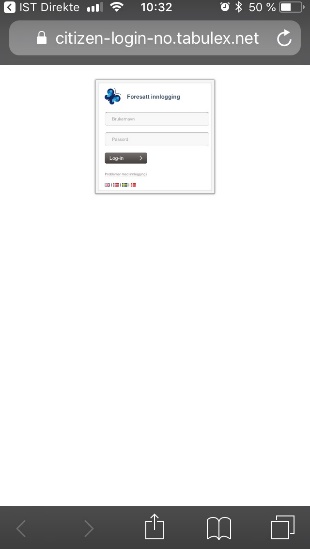 IST Direkte 10:32 50 %
citizen-login-no.tabulex.net
Foresatt innlogging
Brukernavn
Passord
Log-in